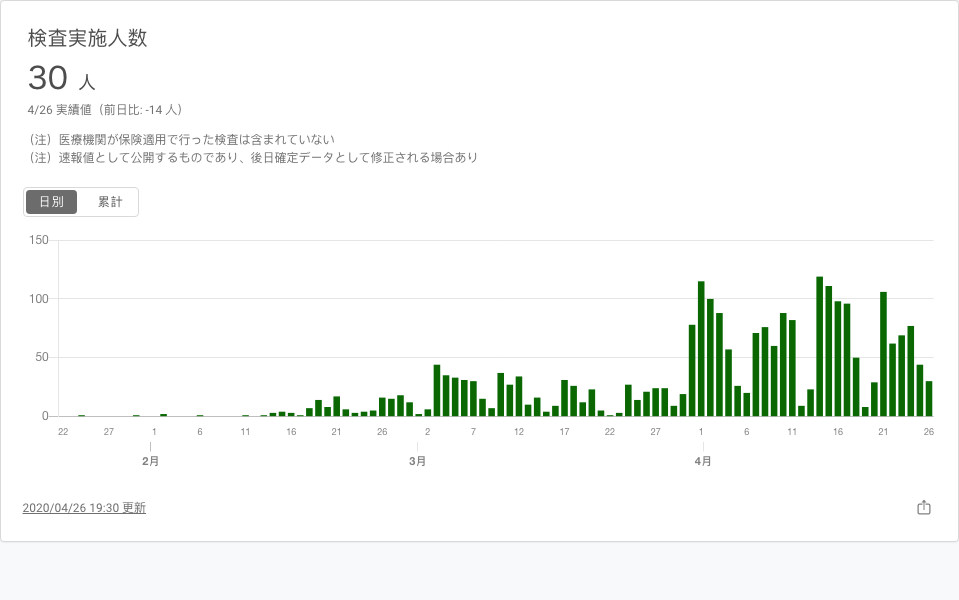 検査実施人数
30 人
4/26 実績値（前日比: -14 人）
（注）医療機関が保険適用で行った検査は含まれていない
（注）速報値として公開するものであり、後日確定データとして修正される場合あり
日別 累計
150
100
50
0
22 27 1 6 11 16 21 26 2 7 12 17 22 27 1 6 11 16 21 26
2月 3月 4月
2020/04/26 19:30 更新